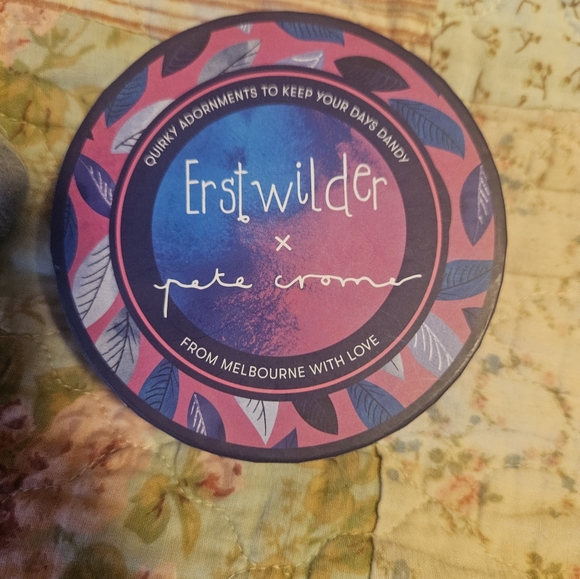 QUIRKY ADORNMENTS TO KEEP YOUR DAYS DANDY
Erstwilder
x
pete cromer
FROM MELBOURNE WITH LOVE